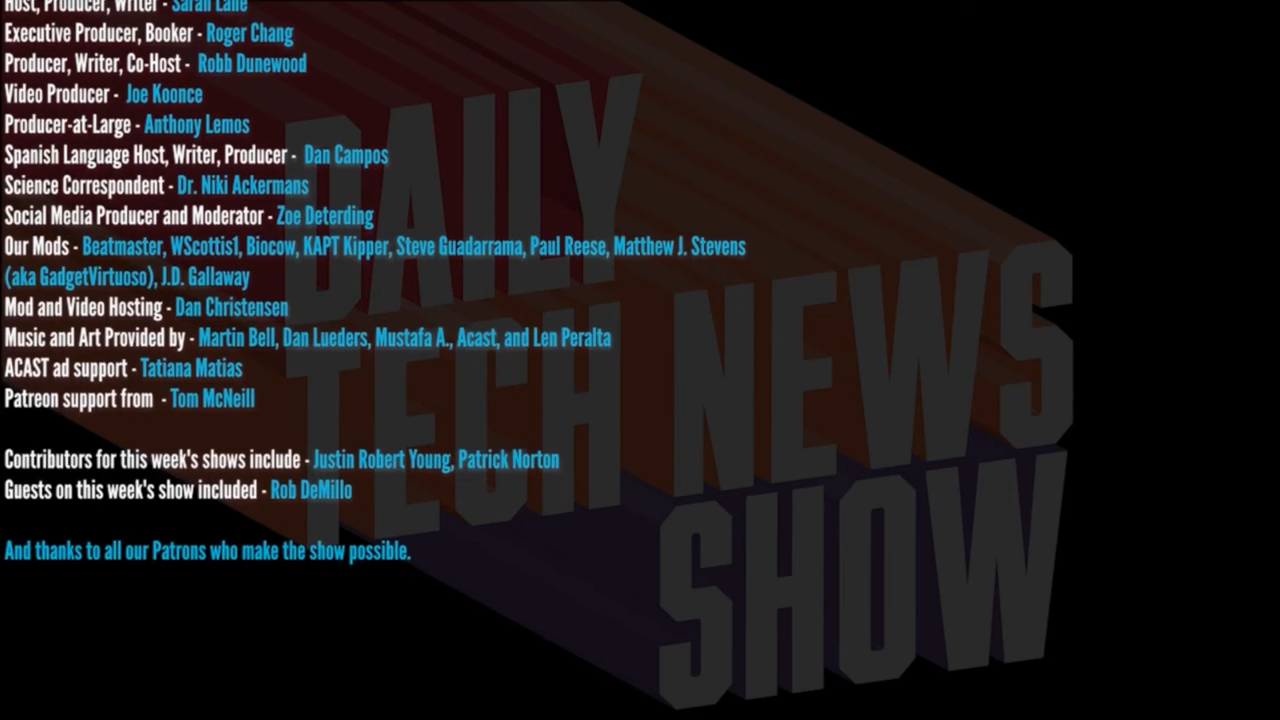 Host, Producer, Writer - Sarah Lane
Executive Producer, Booker - Roger Chang
Producer, Writer, Co-Host - Robb Dunewood
Video Producer - Joe Koonce
Producer-at-Large - Anthony Lemos
Spanish Language Host, Writer, Producer - Dan Campos
Science Correspondent - Dr. Niki Ackermans
Social Media Producer and Moderator - Zoe Deterding
Our Mods - Beatmaster, WScottis1, Biocow, KAPT Kipper, Steve Guadarrama, Paul Reese, Matthew J. Stevens
(aka GadgetVirtuoso), J.D. Gallaway
Mod and Video Hosting - Dan Christensen
Music and Art Provided by - Martin Bell, Dan Lueders, Mustafa A., Acast, and Len Peralta
ACAST ad support - Tatiana Matias
Patreon support from - Tom McNeill
Contributors for this week's shows include - Justin Robert Young, Patrick Norton
Guests on this week's show included - Rob DeMillo
And thanks to all our Patrons who make the show possible.
DAILY
TECH NEWS
SHOW